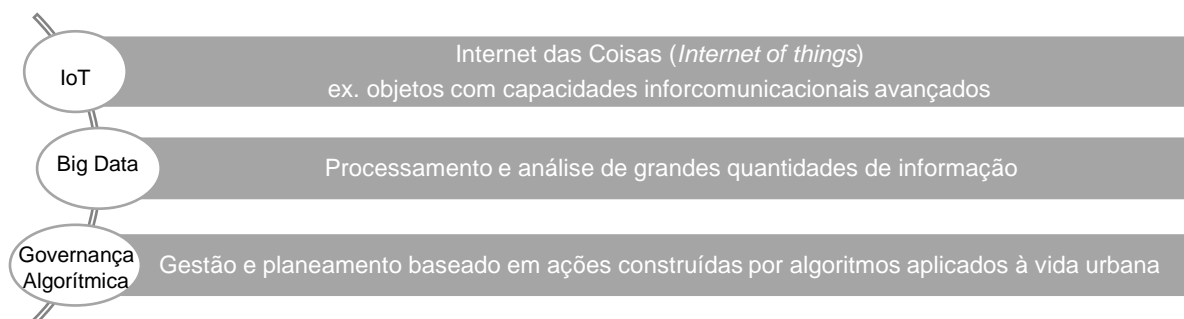 IoT
Internet das Coisas (Internet of things)
ex. objetos com capacidades inforcomunicacionais avançados
Big Data
Processamento e análise de grandes quantidades de informação
Governança
Algorítmica
Gestão e planeamento baseado em ações construídas por algoritmos aplicados à vida urbana